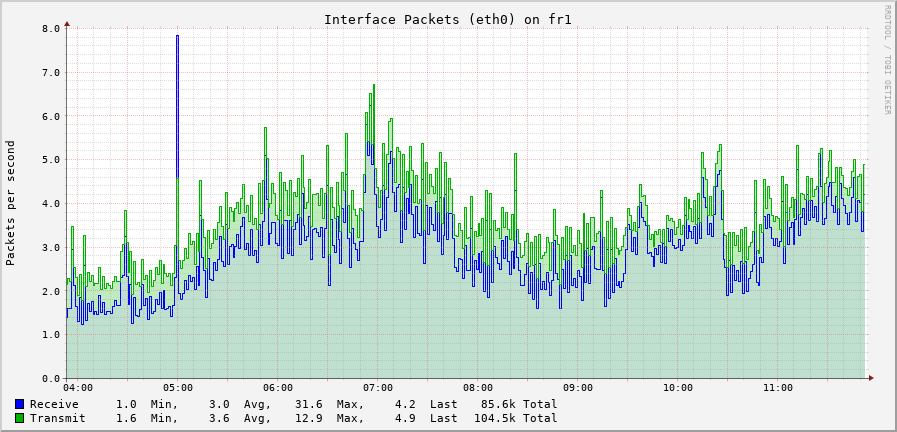 Interface Packets (eth0) on fr1
RRDTOOL / TOBI OETIKER
Packets per second
8.0
7.0
6.0
5.0
4.0
3.0
2.0
1.0
0.0
04:00 05:00 06:00 07:00 08:00 09:00 10:00 11:00
Receive 1.0 Min, 3.0 Avg, 31.6 Max, 4.2 Last 85.6k Total
Transmit 1.6 Min, 3.6 Avg, 12.9 Max, 4.9 Last 104.5k Total